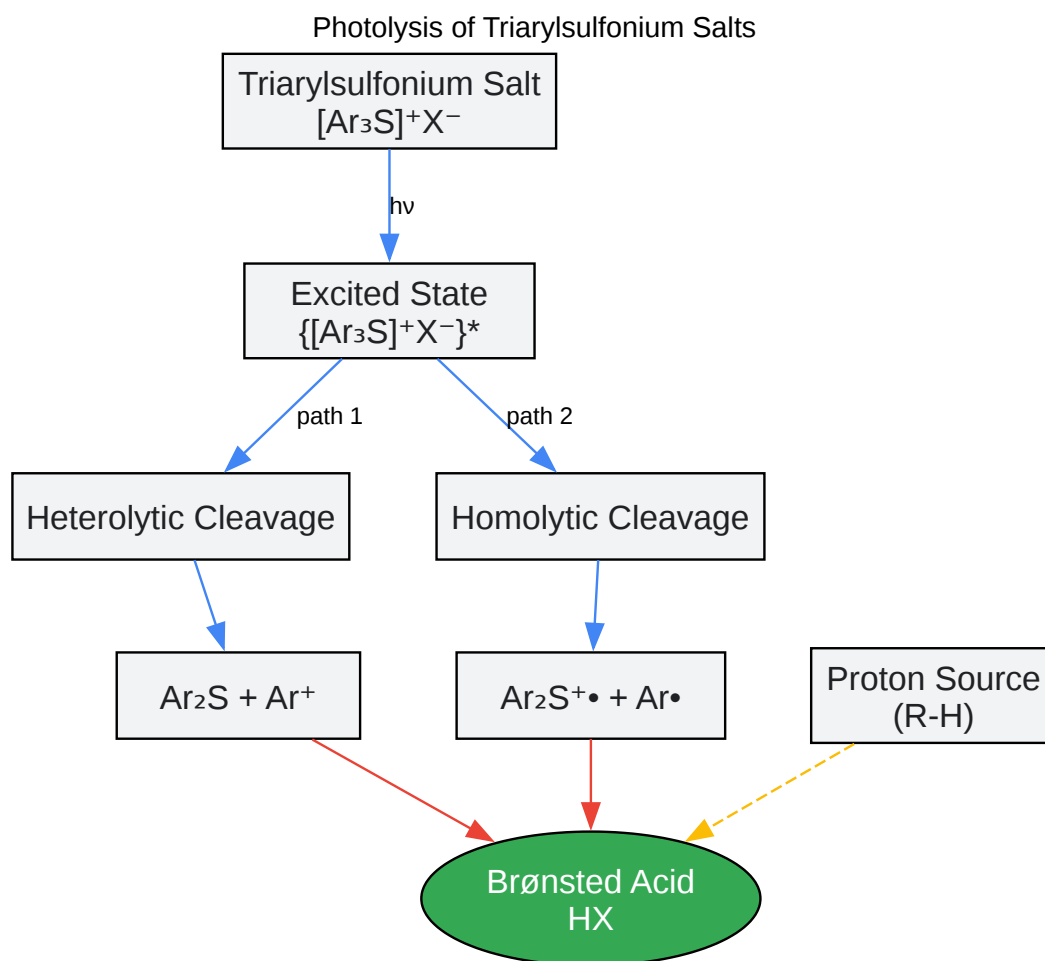 Photolysis of Triarylsulfonium Salts
Triarylsulfonium Salt
[Ar₃S]⁺X⁻
hν
Excited State
{[Ar₃S]⁺X⁻}*
path 1
path 2
Heterolytic Cleavage
Homolytic Cleavage
Ar₂S + Ar⁺
Ar₂S⁺• + Ar•
Proton Source
(R-H)
Brønsted Acid
HX